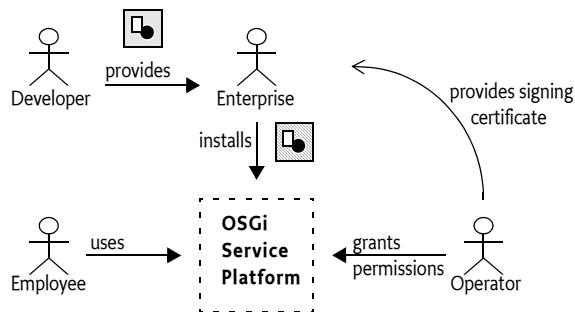 provides
Developer
Enterprise
provides signing
certificate
installs
OSGi
Service
Platform
uses
grants
permissions
Employee
Operator